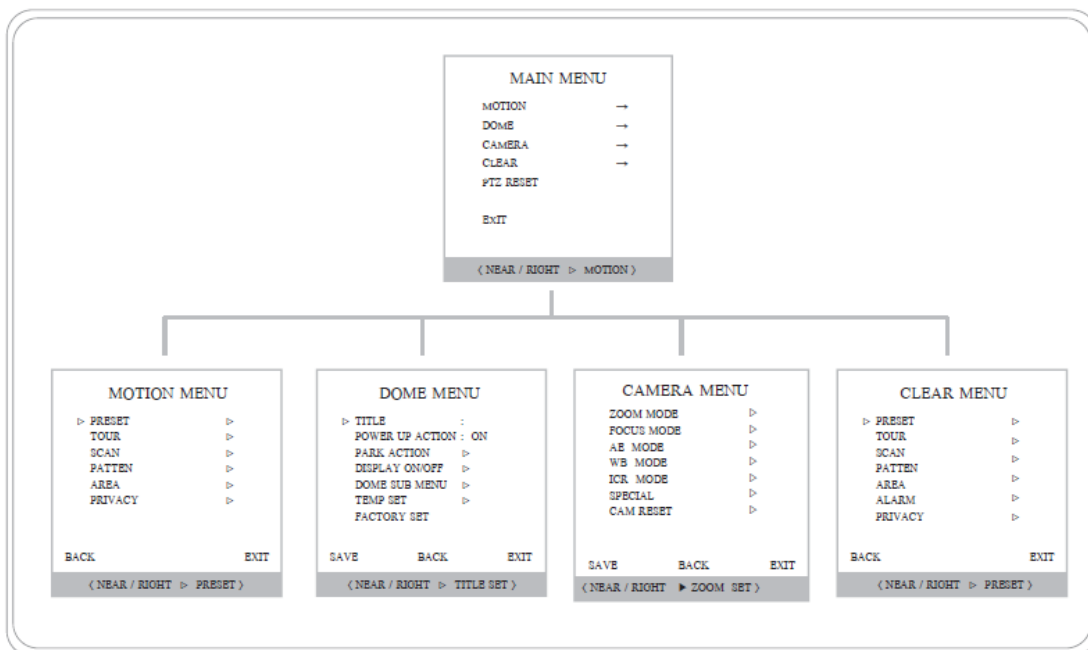 MAIN MENU
MOTION →
DOME →
CAMERA →
CLEAR →
PTZ RESET
EXIT
( NEAR / RIGHT ▷ MOTION )
MOTION MENU
▷ PRESET ▷
TOUR ▷
SCAN ▷
PATTEN ▷
AREA ▷
PRIVACY ▷
BACK EXIT
( NEAR / RIGHT ▷ PRESET )
DOME MENU
▷ TITLE :
POWER UP ACTION : ON
PARK ACTION ▷
DISPLAY ON/OFF ▷
DOME SUB MENU ▷
TEMP SET ▷
FACTORY SET
SAVE BACK EXIT
( NEAR / RIGHT ▷ TITLE SET )
CAMERA MENU
ZOOM MODE ▷
FOCUS MODE ▷
AE MODE ▷
WB MODE ▷
ICR MODE ▷
SPECIAL ▷
CAM RESET ▷
SAVE BACK EXIT
( NEAR / RIGHT ▶ ZOOM SET )
CLEAR MENU
▷ PRESET ▷
TOUR ▷
SCAN ▷
PATTEN ▷
AREA ▷
ALARM ▷
PRIVACY ▷
BACK EXIT
( NEAR / RIGHT ▷ PRESET )